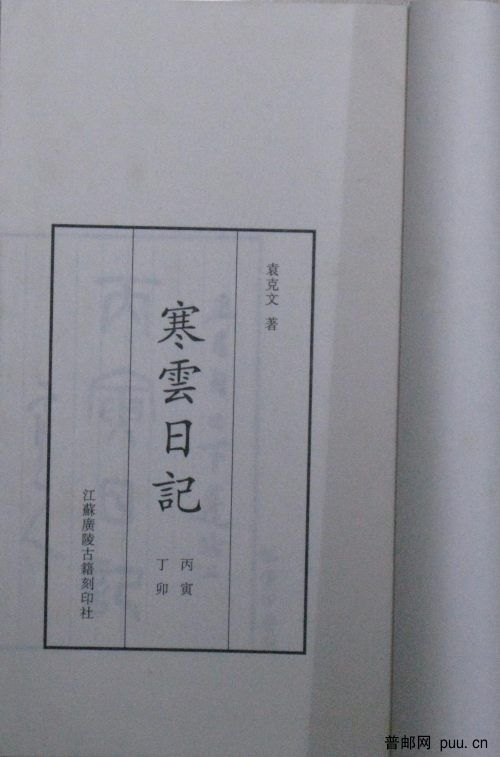 袁克文 著
寒雲日記
丙寅
丁卯
江蘇廣陵古籍刻印社
普邮网 puu.cn